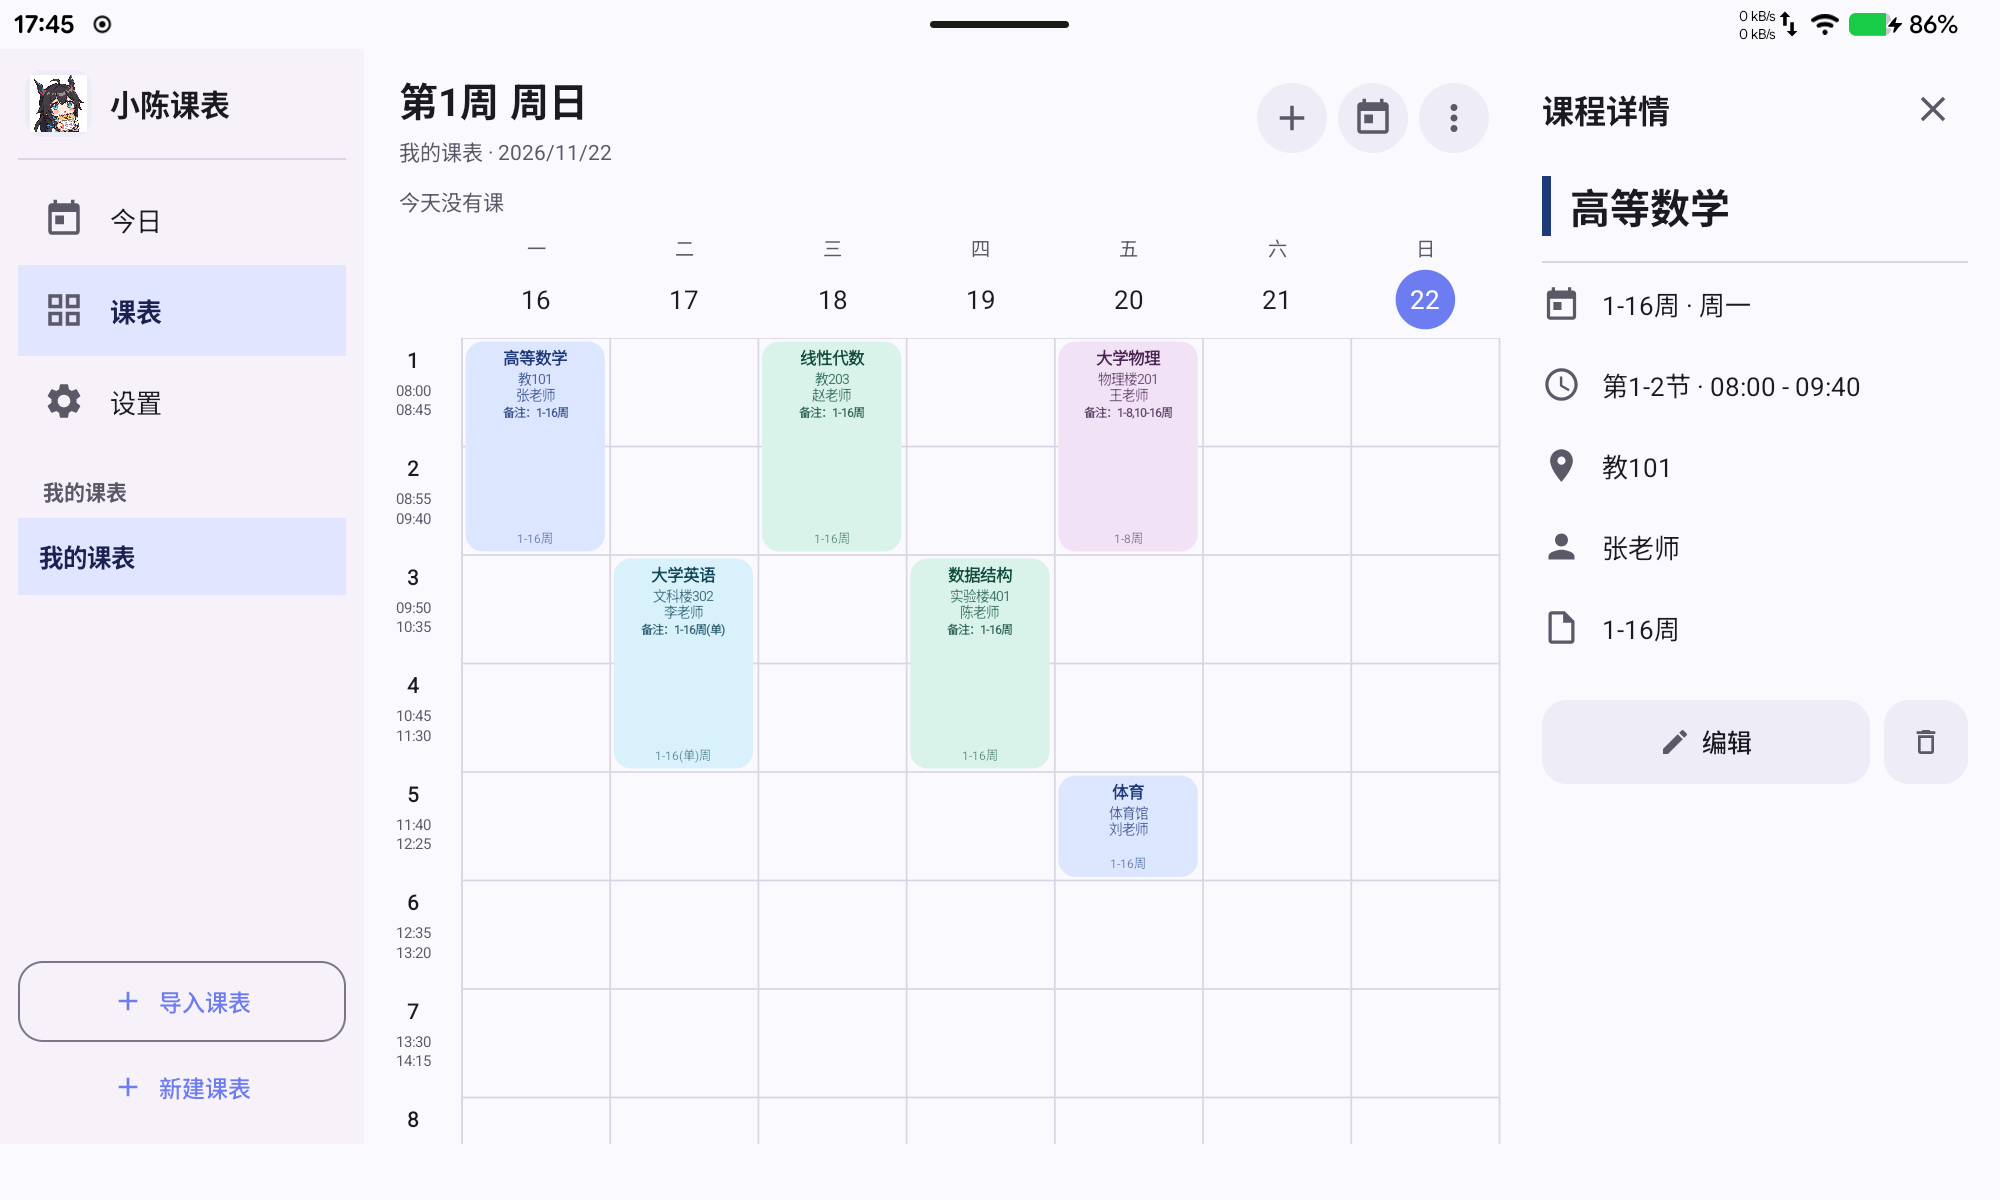 17:45
0 kB/s
0 kB/s
86%
小陈课表
今日
课表
设置
我的课表
我的课表
导入课表
新建课表
第1周 周日
我的课表 · 2026/11/22
今天没有课
一 二 三 四 五 六 日
16 17 18 19 20 21 22
1
08:00
08:45
2
08:55
09:40
3
09:50
10:35
4
10:45
11:30
5
11:40
12:25
6
12:35
13:20
7
13:30
14:15
8
高等数学
教101
张老师
备注：1-16周
1-16周
大学英语
文科楼302
李老师
备注：1-16周(单)
1-16(单)周
线性代数
教203
赵老师
备注：1-16周
1-16周
数据结构
实验楼401
陈老师
备注：1-16周
1-16周
大学物理
物理楼201
王老师
备注：1-8,10-16周
1-8周
体育
体育馆
刘老师
1-16周
课程详情
高等数学
1-16周 · 周一
第1-2节 · 08:00 - 09:40
教101
张老师
1-16周
编辑